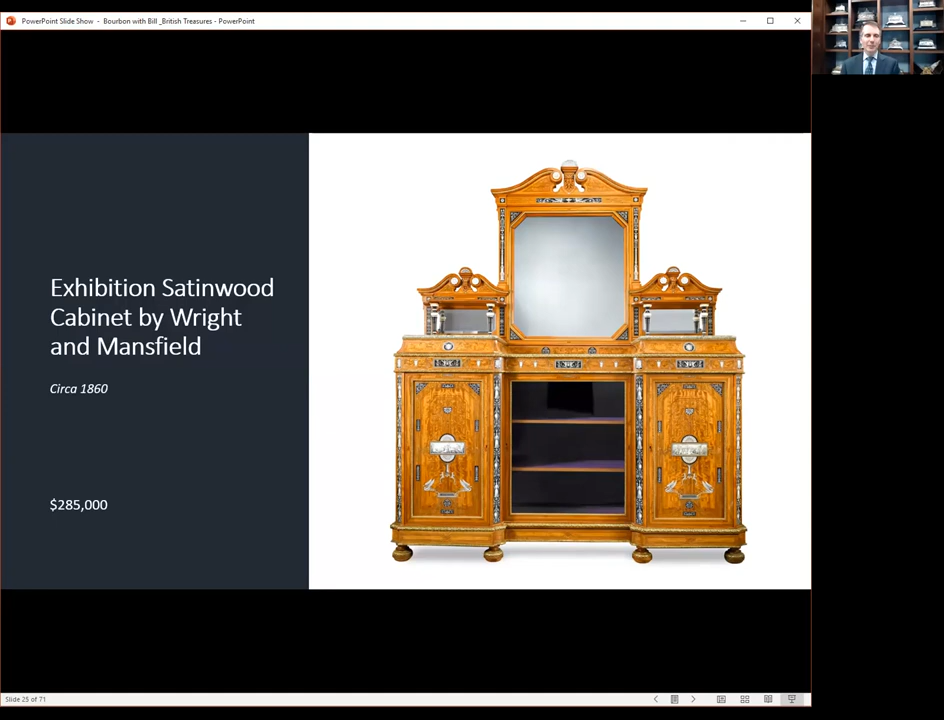 PowerPoint Slide Show - Bourbon with Bill _British Treasures - PowerPoint
Exhibition Satinwood
Cabinet by Wright
and Mansfield
Circa 1860
$285,000
Slide 25 of 71